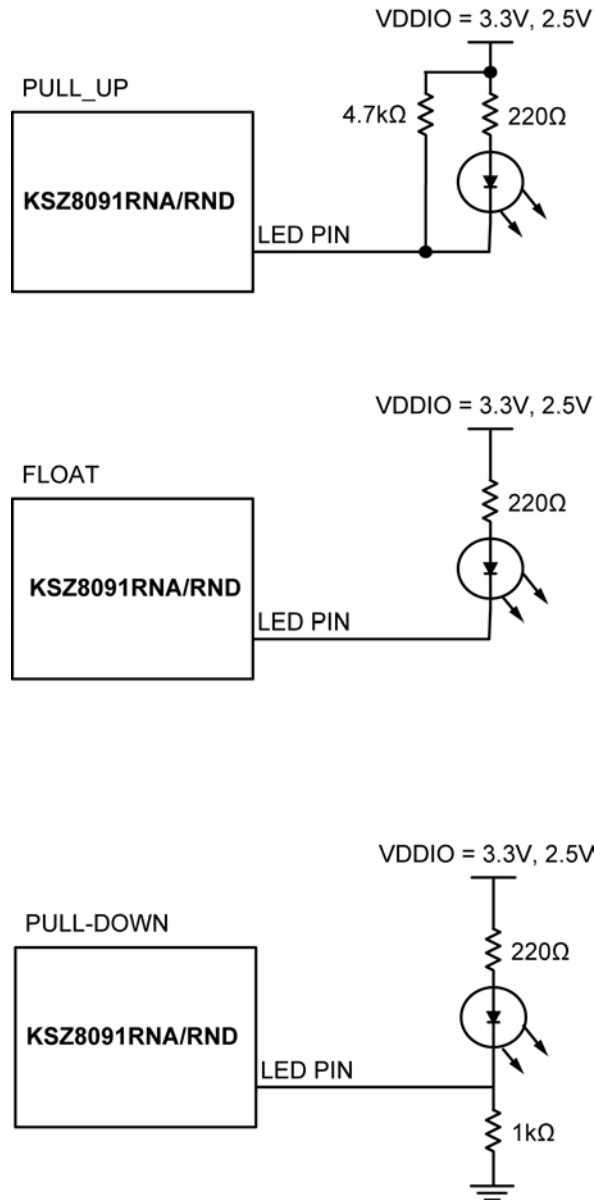 VDDIO = 3.3V, 2.5V
PULL_UP
4.7kΩ
220Ω
KSZ8091RNA/RND
LED PIN
VDDIO = 3.3V, 2.5V
FLOAT
220Ω
KSZ8091RNA/RND
LED PIN
VDDIO = 3.3V, 2.5V
PULL-DOWN
220Ω
KSZ8091RNA/RND
LED PIN
1kΩ